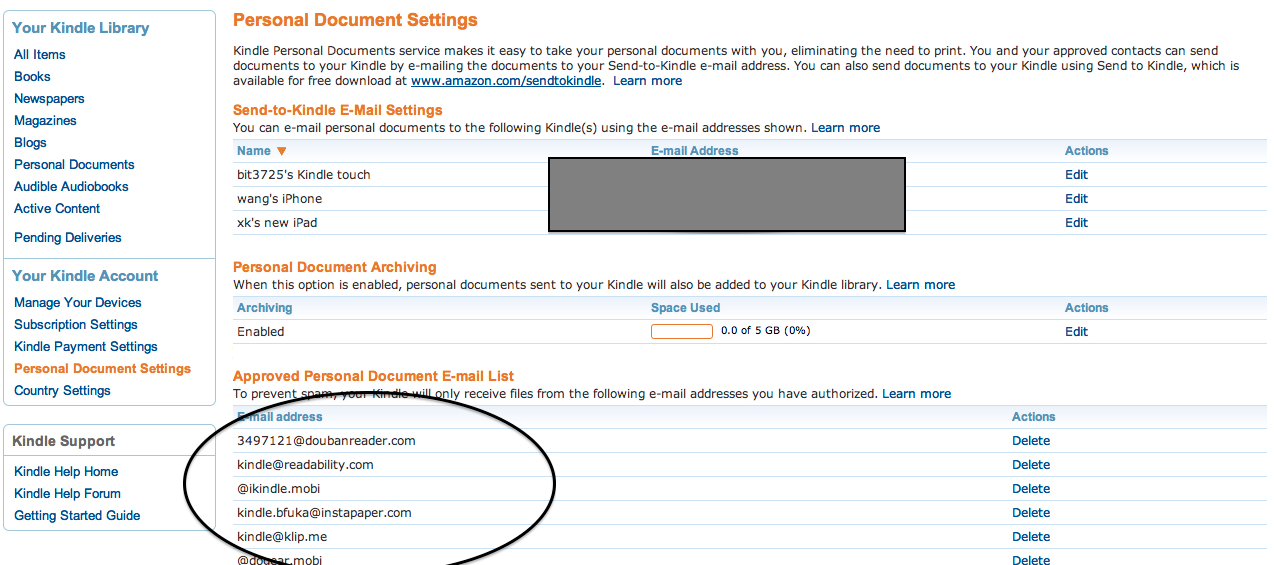 Your Kindle Library
All Items
Books
Newspapers
Magazines
Blogs
Personal Documents
Audible Audiobooks
Active Content
Pending Deliveries
Your Kindle Account
Manage Your Devices
Subscription Settings
Kindle Payment Settings
Personal Document Settings
Country Settings
Kindle Support
Kindle Help Home
Kindle Help Forum
Getting Started Guide
Personal Document Settings
Kindle Personal Documents service makes it easy to take your personal documents with you, eliminating the need to print. You and your approved contacts can send
documents to your Kindle by e-mailing the documents to your Send-to-Kindle e-mail address. You can also send documents to your Kindle using Send to Kindle, which is
available for free download at www.amazon.com/sendtokindle. Learn more
Send-to-Kindle E-Mail Settings
You can e-mail personal documents to the following Kindle(s) using the e-mail addresses shown. Learn more
Name ▼ E-mail Address Actions
bit3725's Kindle touch Edit
wang's iPhone Edit
xk's new iPad Edit
Personal Document Archiving
When this option is enabled, personal documents sent to your Kindle will also be added to your Kindle library. Learn more
Archiving Space Used Actions
Enabled 0.0 of 5 GB (0%) Edit
Approved Personal Document E-mail List
To prevent spam, your Kindle will only receive files from the following e-mail addresses you have authorized. Learn more
E-mail address Actions
3497121@doubanreader.com Delete
kindle@readability.com Delete
@ikindle.mobi Delete
kindle.bfuka@instapaper.com Delete
kindle@klip.me Delete
@dogear.mobi Delete